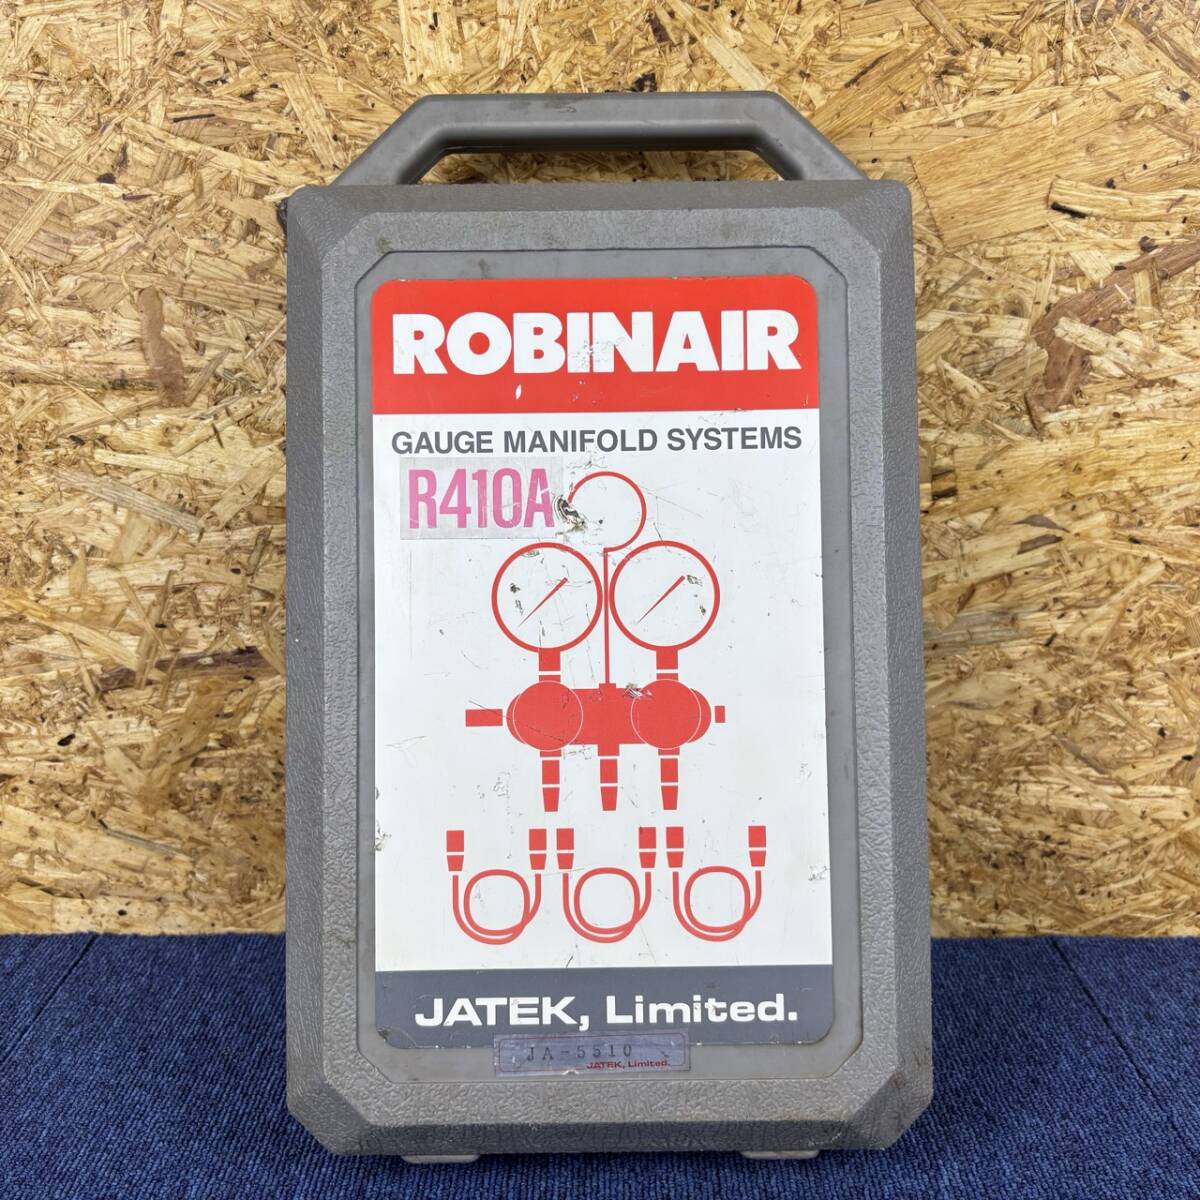 ROBINAIR
GAUGE MANIFOLD SYSTEMS
R410A
JATEK, Limited.
JA-5510
JATEK, Limited.